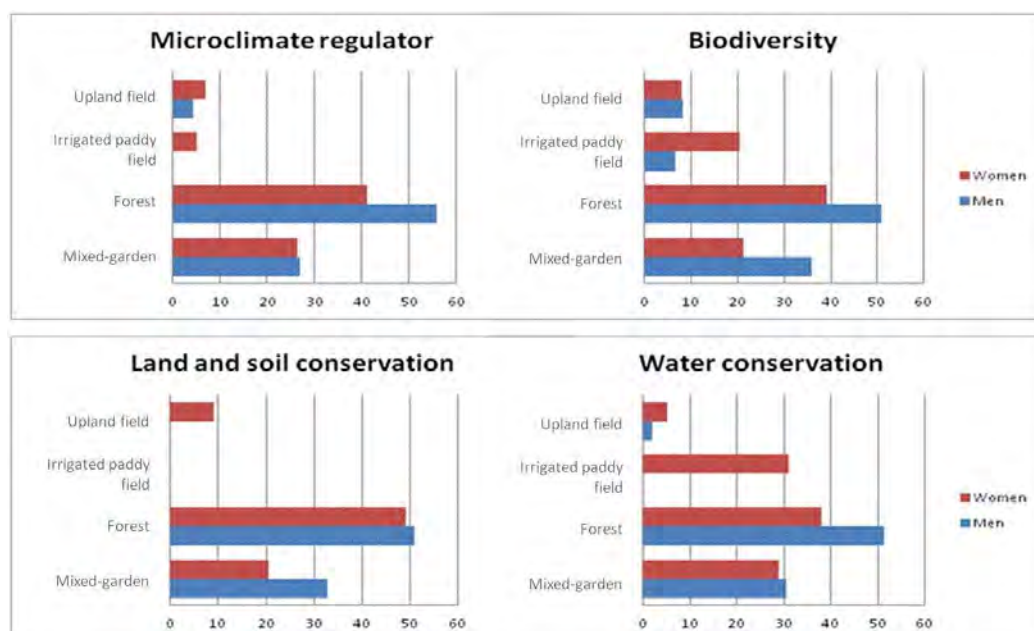 Microclimate regulator
Upland field
Irrigated paddy
field
Forest
Mixed-garden
0 10 20 30 40 50 60
Biodiversity
Upland field
Irrigated paddy
field
Forest
Mixed-garden
0 10 20 30 40 50 60
Women
Men
Land and soil conservation
Upland field
Irrigated paddy
field
Forest
Mixed-garden
0 10 20 30 40 50 60
Water conservation
Upland field
Irrigated paddy
field
Forest
Mixed-garden
0 10 20 30 40 50 60
Women
Men